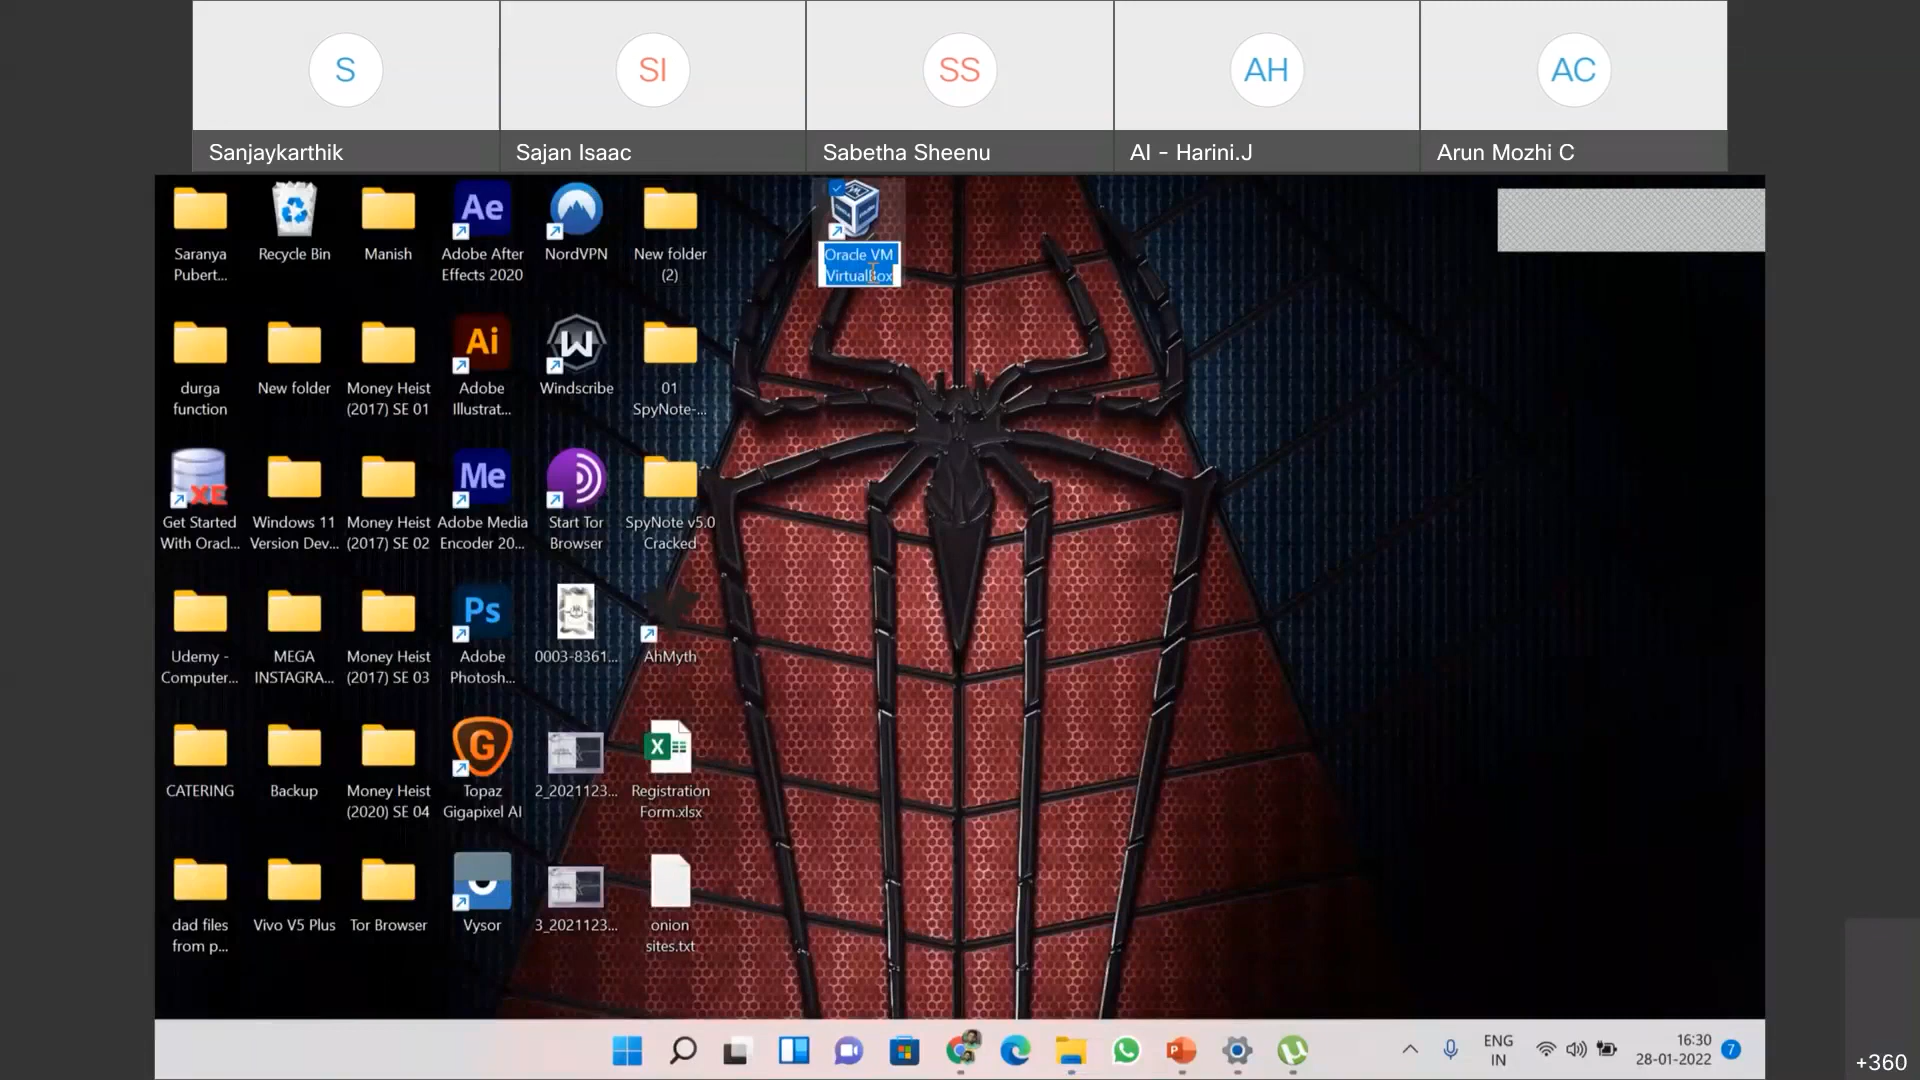 S
SI
SS
AH
AC
Sanjaykarthik
Sajan Isaac
Sabetha Sheenu
AI - Harini.J
Arun Mozhi C
Saranya
Pubert...
Recycle Bin
Manish
Ae
Adobe After
Effects 2020
NordVPN
New folder
(2)
Oracle VM
VirtualBox
durga
function
New folder
Money Heist
(2017) SE 01
Ai
Adobe
Illustrat...
Windscribe
01
SpyNote-...
XE
Get Started
With Oracl...
Windows 11
Version Dev...
Money Heist
(2017) SE 02
Me
Adobe Media
Encoder 20...
Start Tor
Browser
SpyNote v5.0
Cracked
Udemy -
Computer...
MEGA
INSTAGRA...
Money Heist
(2017) SE 03
Ps
Adobe
Photosh...
0003-8361...
AhMyth
CATERING
Backup
Money Heist
(2020) SE 04
G
Topaz
Gigapixel AI
2_2021123...
X
Registration
Form.xlsx
dad files
from p...
Vivo V5 Plus
Tor Browser
Vysor
3_2021123...
onion
sites.txt
ENG
IN
16:30
28-01-2022
7
+360